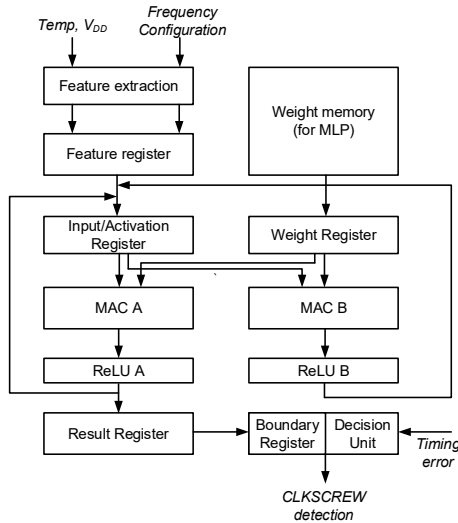 Temp, VDD
Frequency
Configuration
Feature extraction
Weight memory
(for MLP)
Feature register
Input/Activation
Register
Weight Register
MAC A
MAC B
ReLU A
ReLU B
Result Register
Boundary
Register
Decision
Unit
Timing
error
CLKSCREW
detection